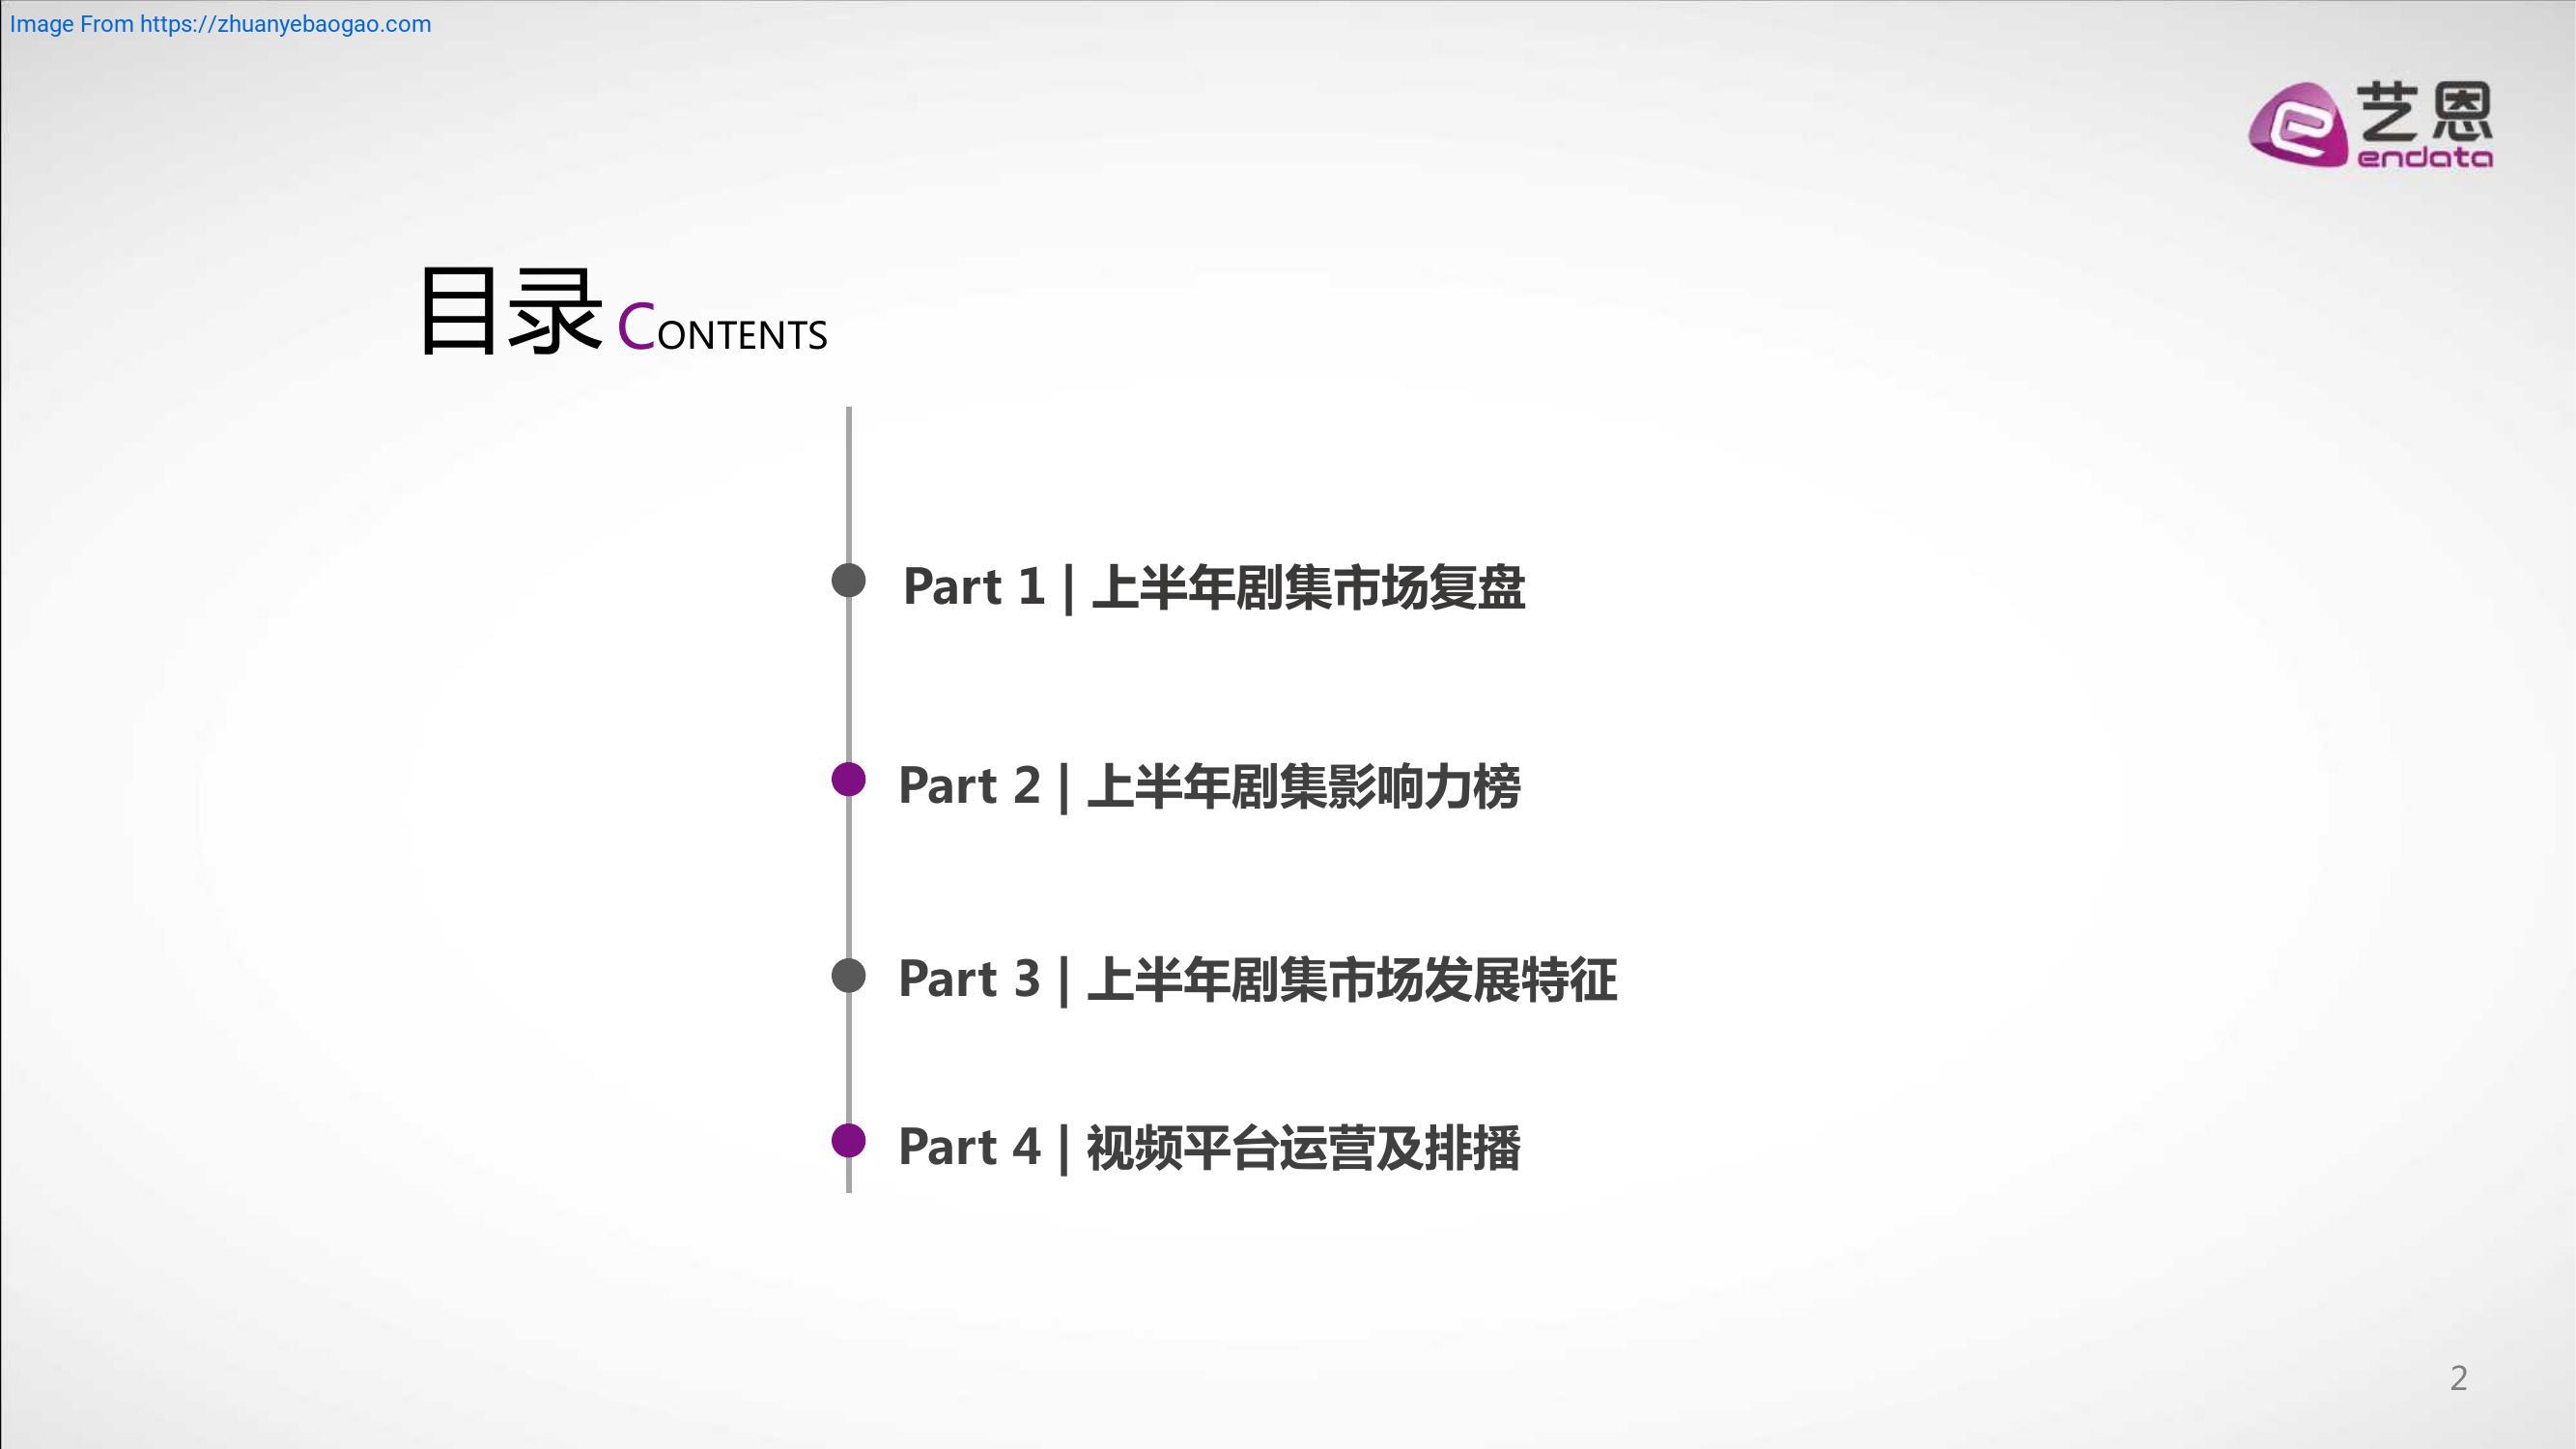 Image From https://zhuanyebaogao.com
艺恩
endata
目录 CONTENTS
Part 1 | 上半年剧集市场复盘
Part 2 | 上半年剧集影响力榜
Part 3 | 上半年剧集市场发展特征
Part 4 | 视频平台运营及排播
2